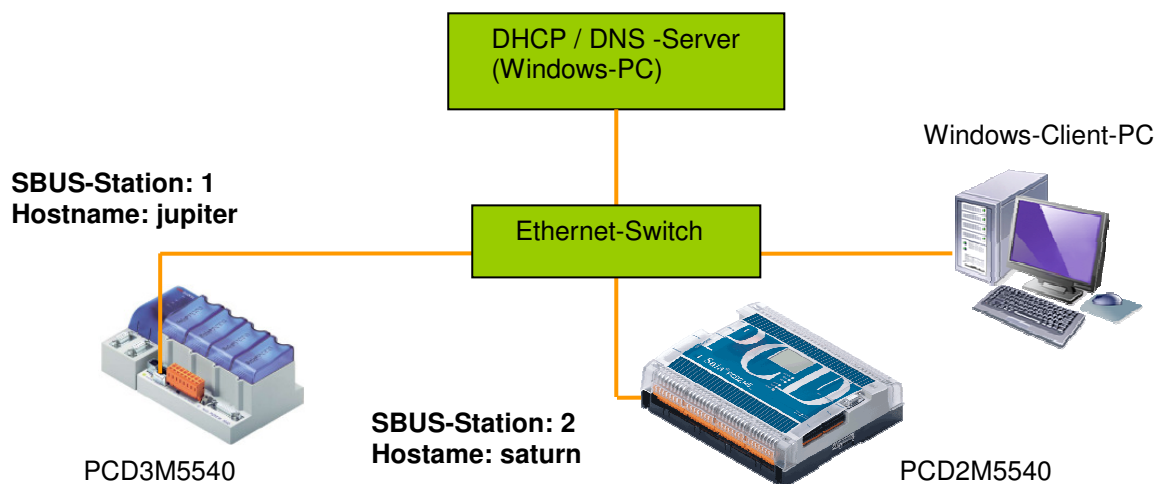 DHCP / DNS -Server
(Windows-PC)
Windows-Client-PC
SBUS-Station: 1
Hostname: jupiter
Ethernet-Switch
PCD
SBUS-Station: 2
Hostame: saturn
PCD3M5540
PCD2M5540